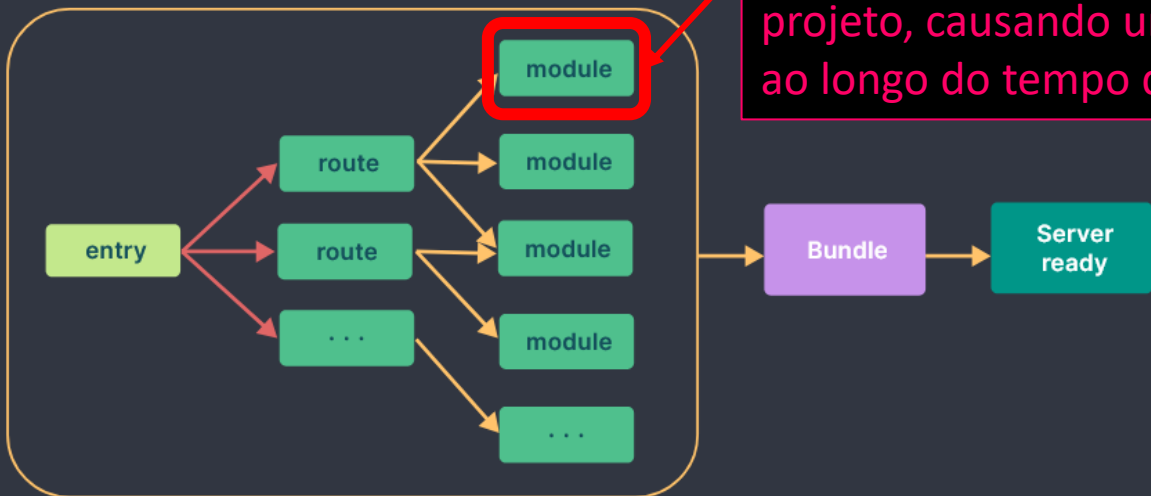 projeto, causando u
ao longo do tempo
module
route
module
entry
route
module
Bundle
Server
ready
. . .
module
. . .